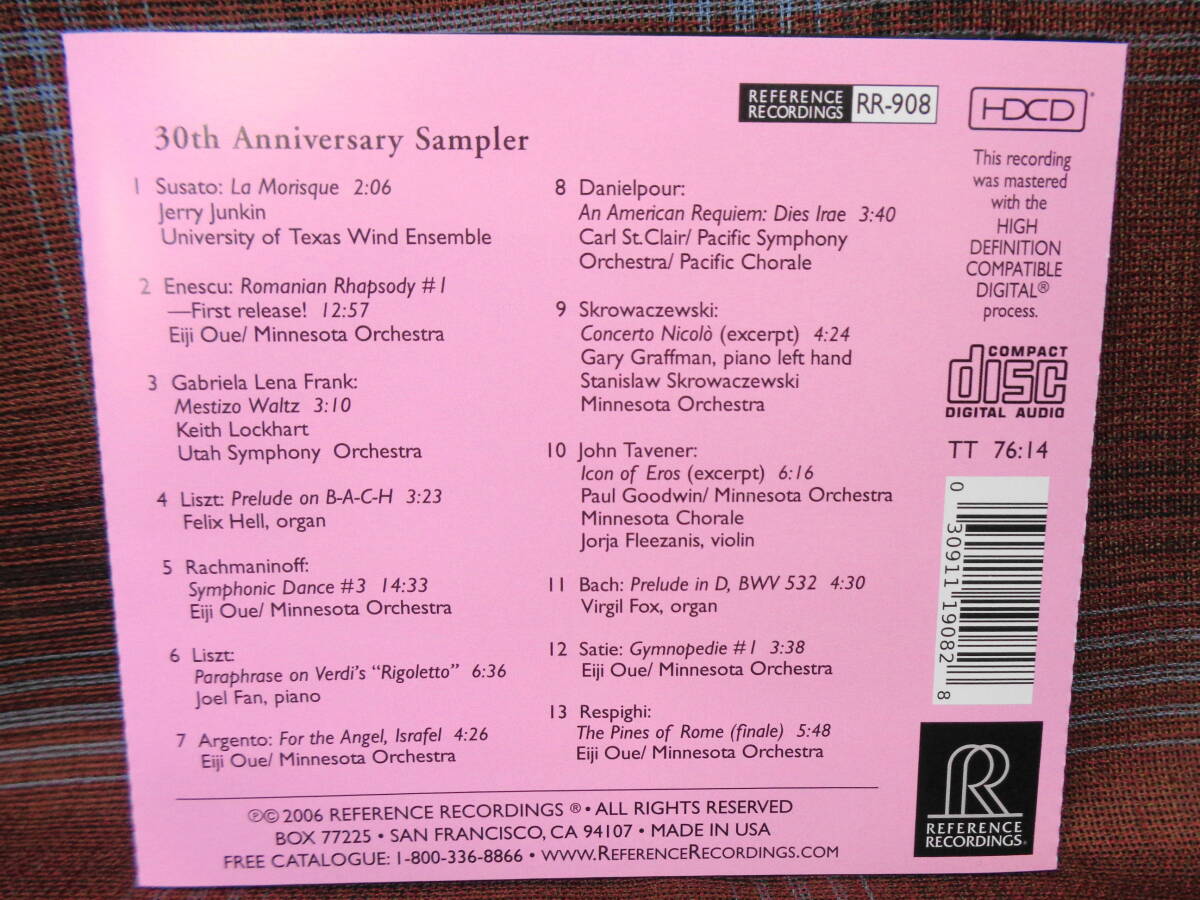 REFERENCE
RECORDINGS
RR-908
HDCD®
This recording
was mastered
with the
HIGH
DEFINITION
COMPATIBLE
DIGITAL®
process.
COMPACT
disc
DIGITAL AUDIO
TT 76:14
0 30911 19082 8
30th Anniversary Sampler
1 Susato: La Morisque 2:06
Jerry Junkin
University of Texas Wind Ensemble
2 Enescu: Romanian Rhapsody #1
—First release! 12:57
Eiji Oue/ Minnesota Orchestra
3 Gabriela Lena Frank:
Mestizo Waltz 3:10
Keith Lockhart
Utah Symphony Orchestra
4 Liszt: Prelude on B-A-C-H 3:23
Felix Hell, organ
5 Rachmaninoff:
Symphonic Dance #3 14:33
Eiji Oue/ Minnesota Orchestra
6 Liszt:
Paraphrase on Verdi's "Rigoletto" 6:36
Joel Fan, piano
7 Argento: For the Angel, Israfel 4:26
Eiji Oue/ Minnesota Orchestra
8 Danielpour:
An American Requiem: Dies Irae 3:40
Carl St.Clair/ Pacific Symphony
Orchestra/ Pacific Chorale
9 Skrowaczewski:
Concerto Nicolò (excerpt) 4:24
Gary Graffman, piano left hand
Stanislaw Skrowaczewski
Minnesota Orchestra
10 John Tavener:
Icon of Eros (excerpt) 6:16
Paul Goodwin/ Minnesota Orchestra
Minnesota Chorale
Jorja Fleezanis, violin
11 Bach: Prelude in D, BWV 532 4:30
Virgil Fox, organ
12 Satie: Gymnopedie #1 3:38
Eiji Oue/ Minnesota Orchestra
13 Respighi:
The Pines of Rome (finale) 5:48
Eiji Oue/ Minnesota Orchestra
℗© 2006 REFERENCE RECORDINGS ® • ALL RIGHTS RESERVED
BOX 77225 • SAN FRANCISCO, CA 94107 • MADE IN USA
FREE CATALOGUE: 1-800-336-8866 • WWW.REFERENCERECORDINGS.COM
R
REFERENCE
RECORDINGS®